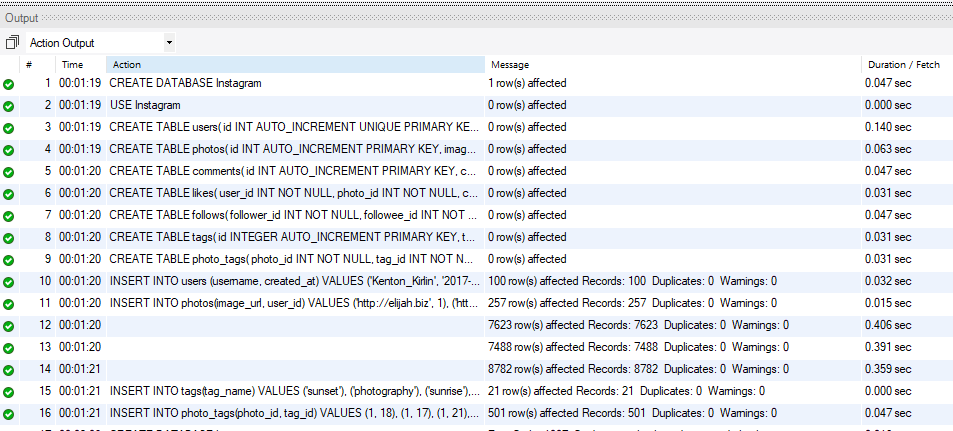 Output
Action Output
# Time Action Message Duration / Fetch
1 00:01:19 CREATE DATABASE Instagram 1 row(s) affected 0.047 sec
2 00:01:19 USE Instagram 0 row(s) affected 0.000 sec
3 00:01:19 CREATE TABLE users( id INT AUTO_INCREMENT UNIQUE PRIMARY KE... 0 row(s) affected 0.140 sec
4 00:01:19 CREATE TABLE photos( id INT AUTO_INCREMENT PRIMARY KEY, imag... 0 row(s) affected 0.063 sec
5 00:01:20 CREATE TABLE comments( id INT AUTO_INCREMENT PRIMARY KEY, c... 0 row(s) affected 0.047 sec
6 00:01:20 CREATE TABLE likes( user_id INT NOT NULL, photo_id INT NOT NULL, c... 0 row(s) affected 0.031 sec
7 00:01:20 CREATE TABLE follows( follower_id INT NOT NULL, followee_id INT NOT ... 0 row(s) affected 0.047 sec
8 00:01:20 CREATE TABLE tags( id INTEGER AUTO_INCREMENT PRIMARY KEY, t... 0 row(s) affected 0.031 sec
9 00:01:20 CREATE TABLE photo_tags( photo_id INT NOT NULL, tag_id INT NOT N... 0 row(s) affected 0.031 sec
10 00:01:20 INSERT INTO users (username, created_at) VALUES ('Kenton_Kirlin', '2017-... 100 row(s) affected Records: 100 Duplicates: 0 Warnings: 0 0.032 sec
11 00:01:20 INSERT INTO photos(image_url, user_id) VALUES ('http://elijah.biz', 1), ('htt... 257 row(s) affected Records: 257 Duplicates: 0 Warnings: 0 0.015 sec
12 00:01:20 7623 row(s) affected Records: 7623 Duplicates: 0 Warnings: 0 0.406 sec
13 00:01:20 7488 row(s) affected Records: 7488 Duplicates: 0 Warnings: 0 0.391 sec
14 00:01:21 8782 row(s) affected Records: 8782 Duplicates: 0 Warnings: 0 0.359 sec
15 00:01:21 INSERT INTO tags(tag_name) VALUES ('sunset'), ('photography'), ('sunrise'),... 21 row(s) affected Records: 21 Duplicates: 0 Warnings: 0 0.000 sec
16 00:01:21 INSERT INTO photo_tags(photo_id, tag_id) VALUES (1, 18), (1, 17), (1, 21),... 501 row(s) affected Records: 501 Duplicates: 0 Warnings: 0 0.047 sec